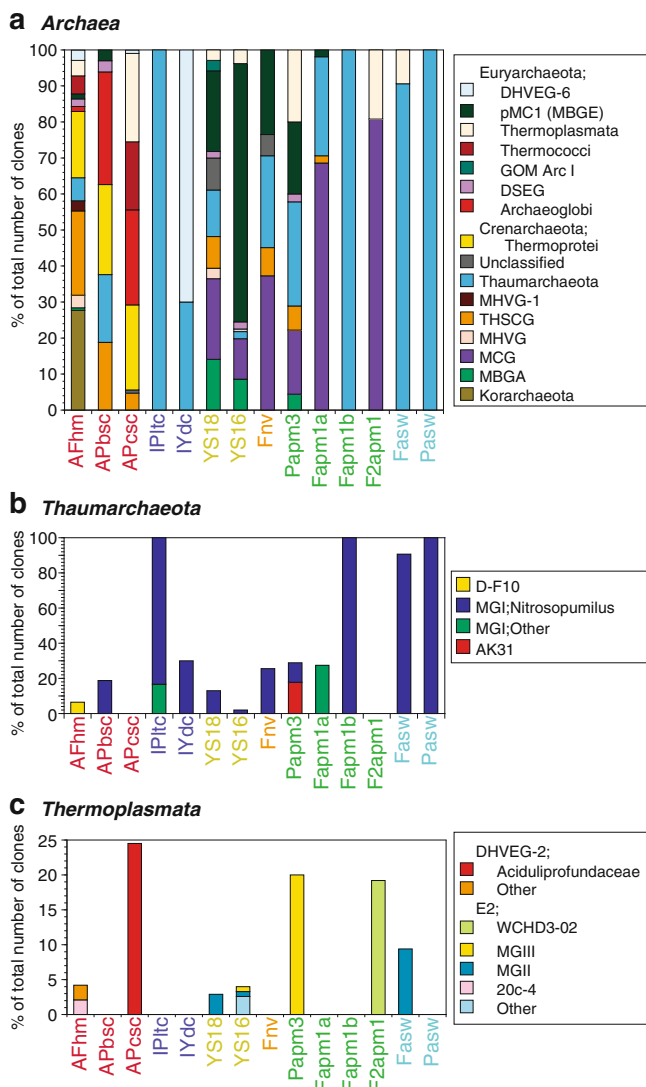 a Archaea
% of total number of clones
100
90
80
70
60
50
40
30
20
10
0
AFhm
APbsc
APcsc
IPltc
IYdc
YS18
YS16
Fnv
Papm3
Fapm1a
Fapm1b
F2apm1
Fasw
Pasw
Euryarchaeota;
DHVEG-6
pMC1 (MBGE)
Thermoplasmata
Thermococci
GOM Arc I
DSEG
Archaeoglobi
Crenarchaeota;
Thermoprotei
Unclassified
Thaumarchaeota
MHVG-1
THSCG
MHVG
MCG
MBGA
Korarchaeota
b Thaumarchaeota
% of total number of clones
100
80
60
40
20
0
AFhm
APbsc
APcsc
IPltc
IYdc
YS18
YS16
Fnv
Papm3
Fapm1a
Fapm1b
F2apm1
Fasw
Pasw
D-F10
MGI;Nitrosopumilus
MGI;Other
AK31
c Thermoplasmata
% of total number of clones
25
20
15
10
5
0
AFhm
APbsc
APcsc
IPltc
IYdc
YS18
YS16
Fnv
Papm3
Fapm1a
Fapm1b
F2apm1
Fasw
Pasw
DHVEG-2;
Aciduliprofundaceae
Other
E2;
WCHD3-02
MGIII
MGII
20c-4
Other